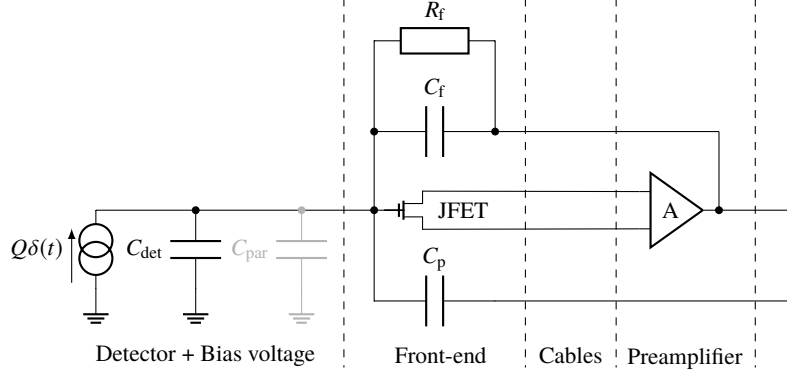 R_f
C_f
JFET
A
Qδ(t)
C_det
C_par
C_p
Detector + Bias voltage
Front-end
Cables
Preamplifier